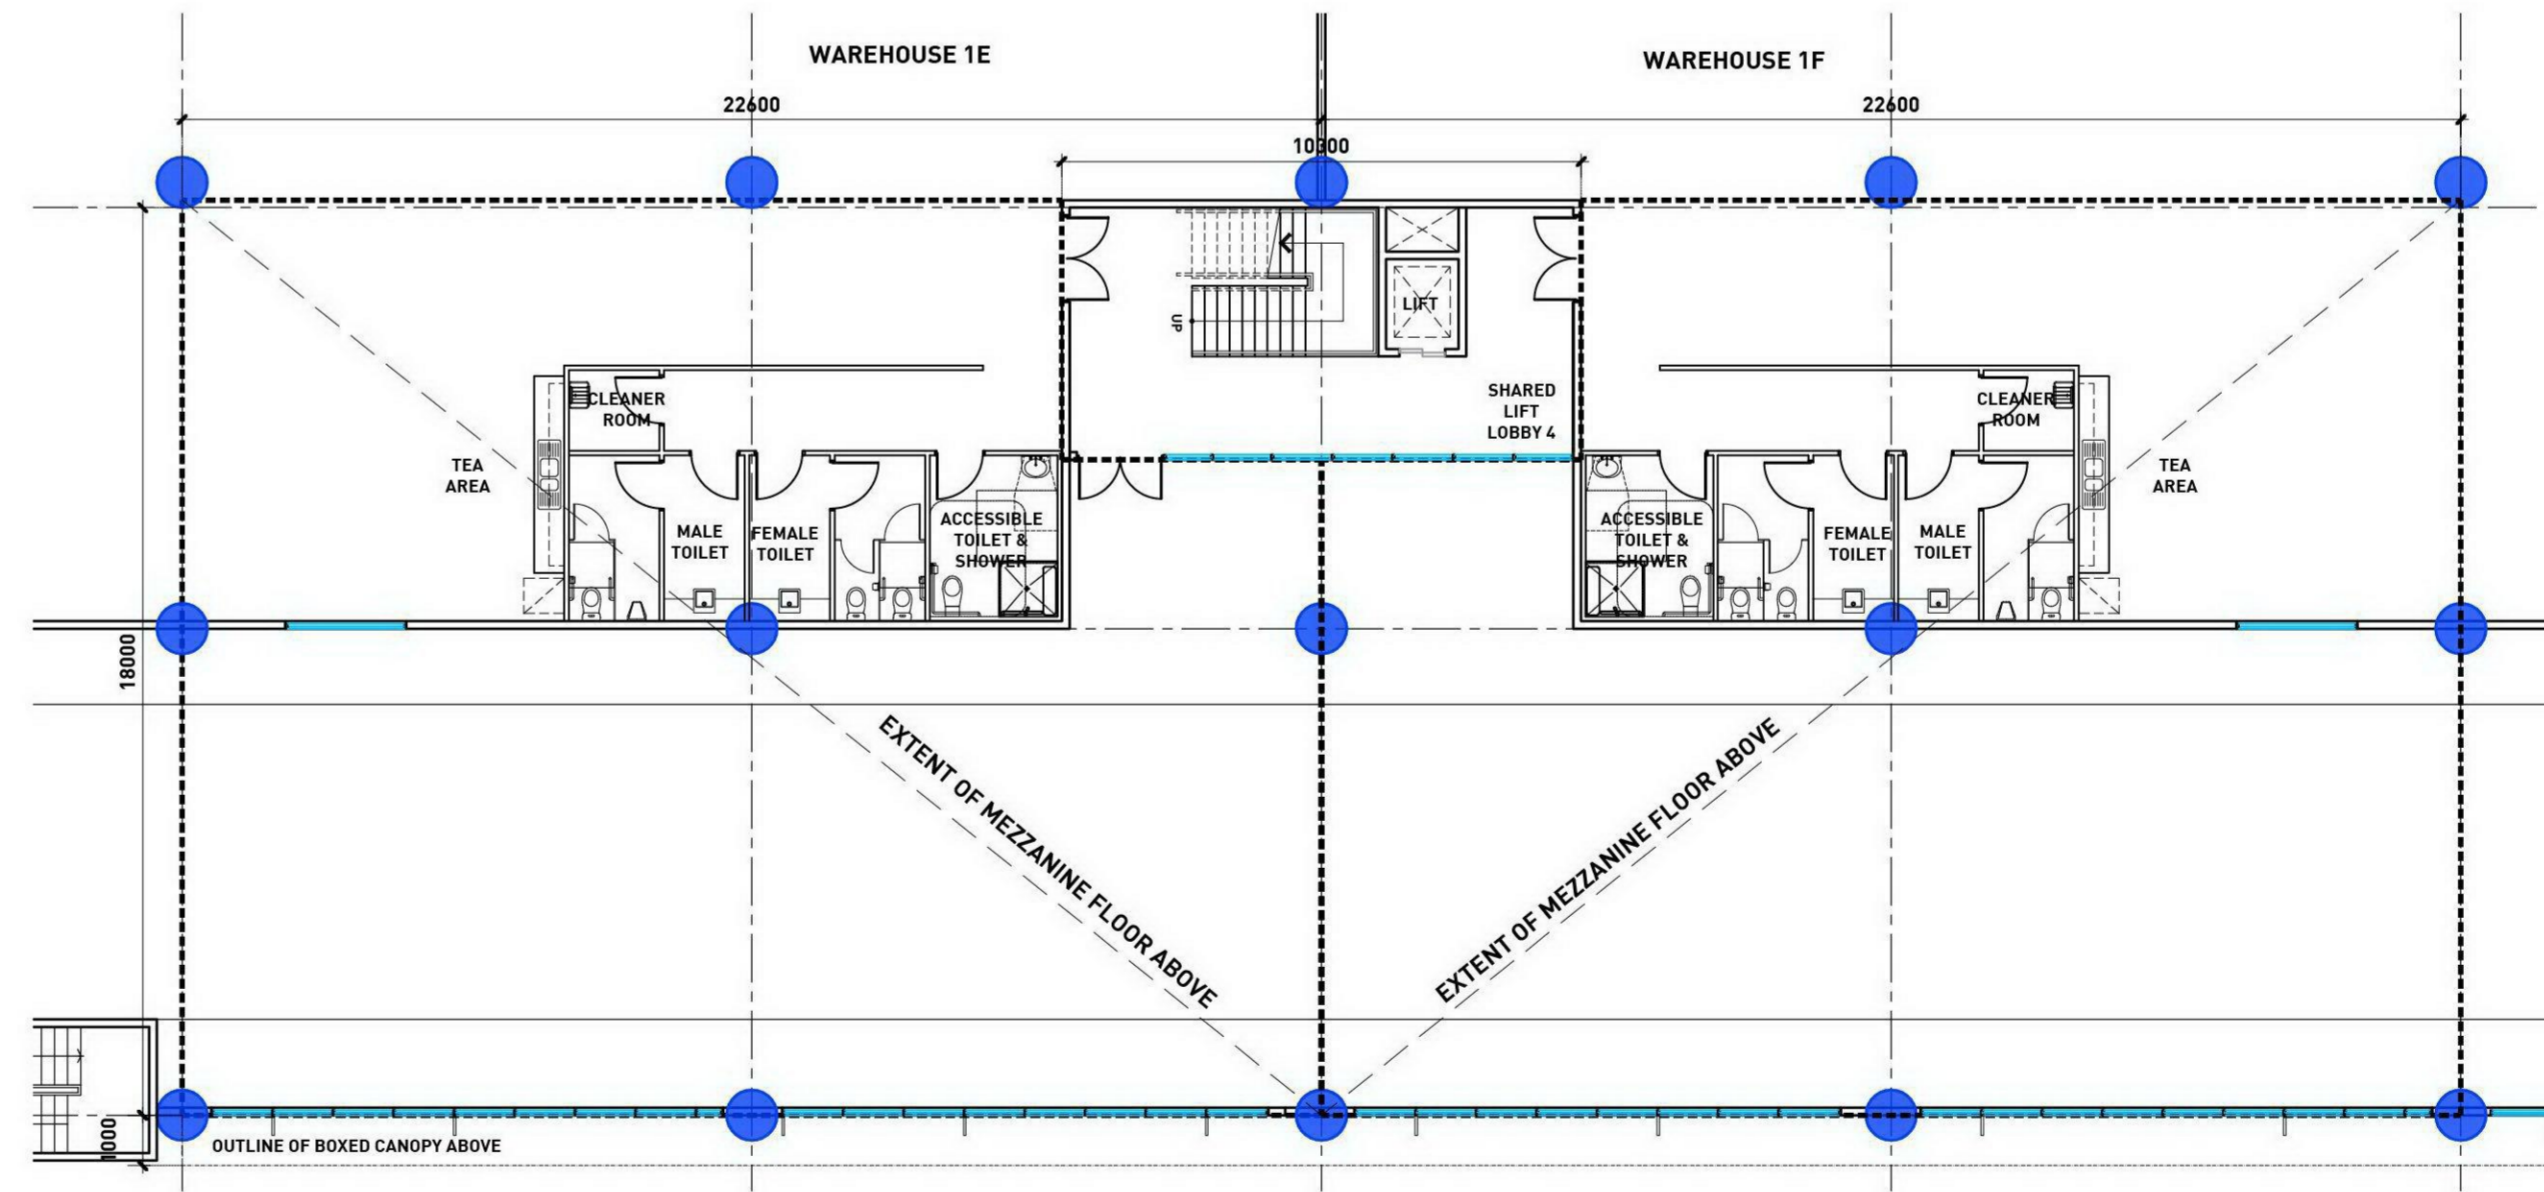 WAREHOUSE 1E
WAREHOUSE 1F
22600
22600
10300
LIFT
UP
SHARED
LIFT
LOBBY 4
CLEANER
ROOM
CLEANER
ROOM
TEA
AREA
TEA
AREA
MALE
TOILET
FEMALE
TOILET
ACCESSIBLE
TOILET &
SHOWER
ACCESSIBLE
TOILET &
SHOWER
FEMALE
TOILET
MALE
TOILET
18000
EXTENT OF MEZZANINE FLOOR ABOVE
EXTENT OF MEZZANINE FLOOR ABOVE
1000
OUTLINE OF BOXED CANOPY ABOVE